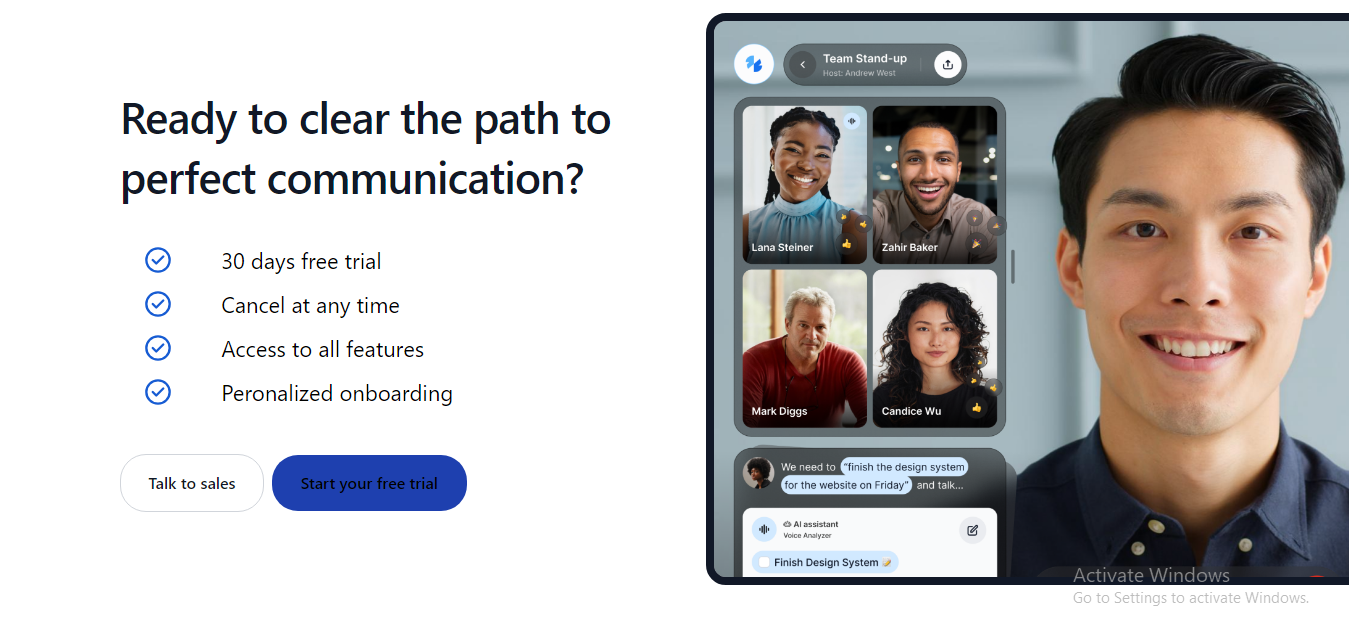 Ready to clear the path to
perfect communication?
30 days free trial
Cancel at any time
Access to all features
Peronalized onboarding
Talk to sales
Start your free trial
Team Stand-up
Host: Andrew West
Lana Steiner
Zahir Baker
Mark Diggs
Candice Wu
We need to “finish the design system
for the website on Friday” and talk...
AI assistant
Voice Analyzer
Finish Design System
Activate Windows
Go to Settings to activate Windows.